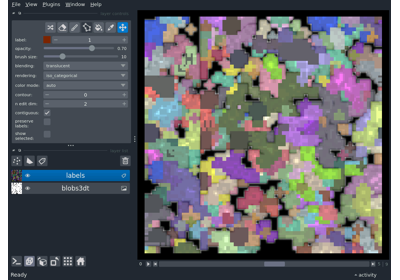 File View Plugins Window Help
label: 1
opacity: 0.70
brush size: 10
blending: translucent
rendering: iso_categorical
color mode: auto
contour: 0
n edit dim: 2
contiguous:
preserve
labels:
show
selected:
labels
blobs3dt
Ready
activity